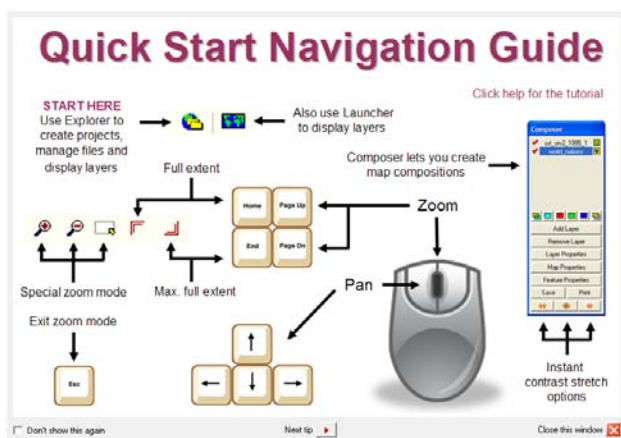 Quick Start Navigation Guide
Click help for the tutorial
START HERE
Use Explorer to
create projects,
manage files and
display layers
Also use Launcher
to display layers
Composer lets you create
map compositions
Full extent
Home
Page Up
End
Page Dn
Zoom
Special zoom mode
Max. full extent
Pan
Exit zoom mode
Esc
Composer
world_nations
Add Layer
Remove Layer
Layer Properties
Map Properties
Feature Properties
Save
Print
Instant
contrast stretch
options
Don't show this again
Next tip
Close this window